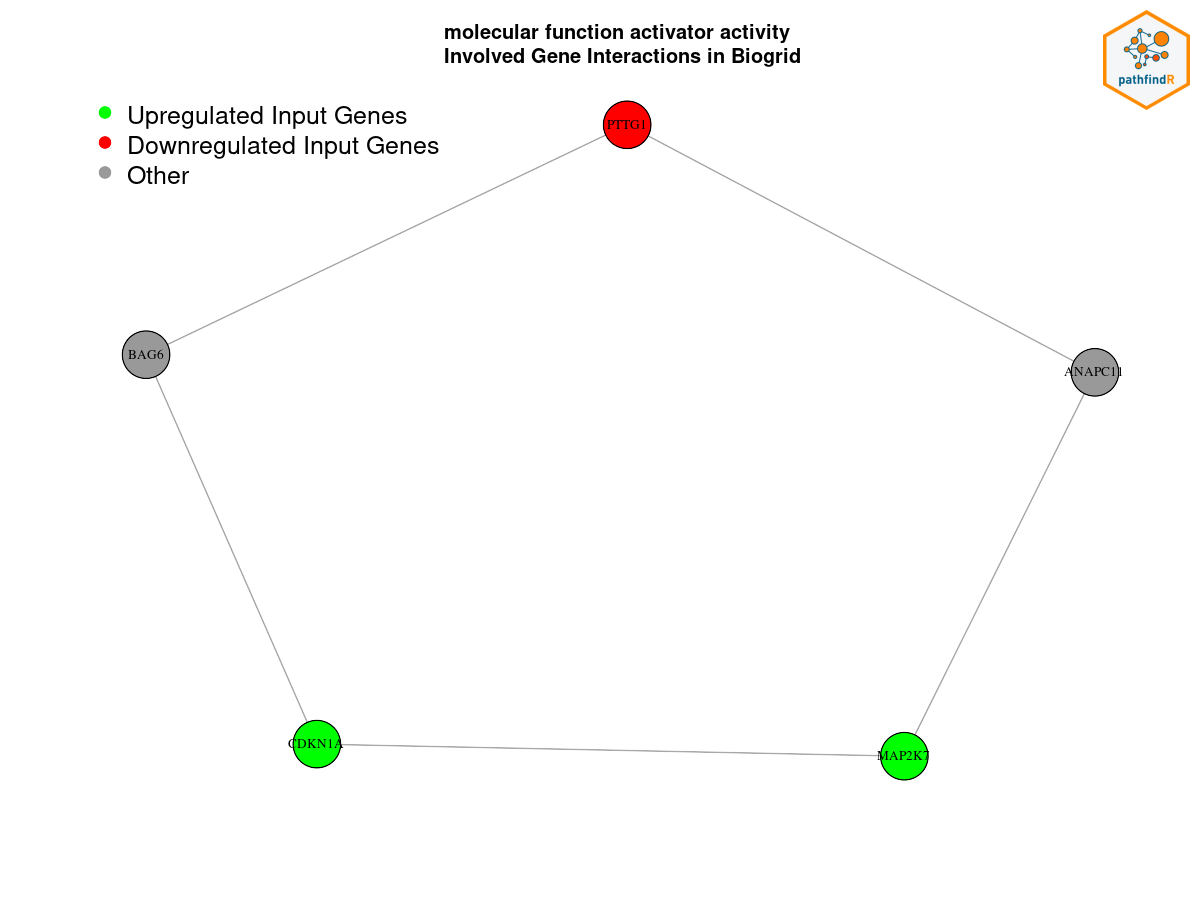 molecular function activator activity
Involved Gene Interactions in Biogrid
pathfindR
Upregulated Input Genes
Downregulated Input Genes
Other
PTTG1
BAG6
ANAPC11
CDKN1A
MAP2K7